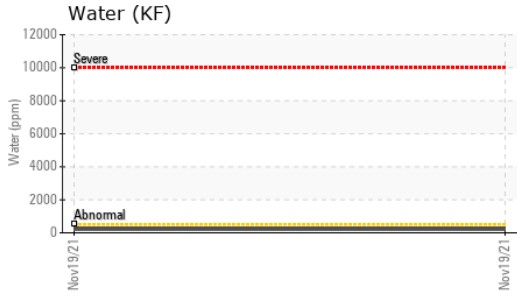 Water (KF)
12000
Severe
10000
8000
6000
Water (ppm)
4000
2000
Abnormal
0
Nov19/21
Nov19/21